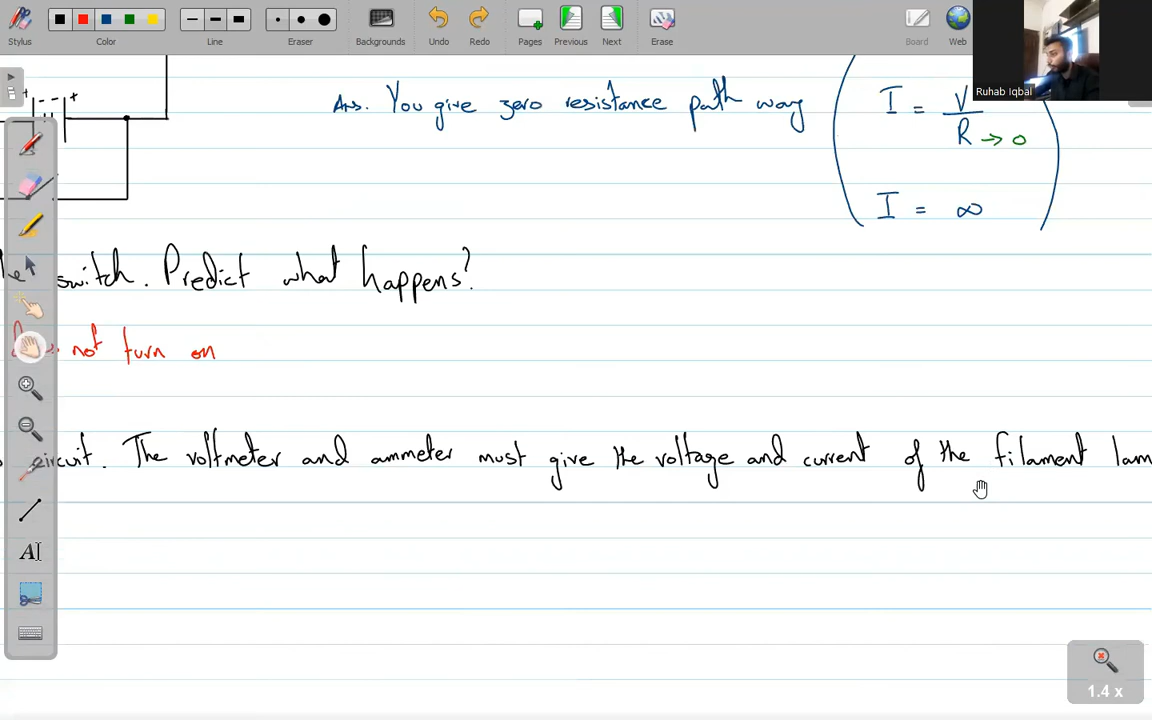 Stylus
Color
Line
Eraser
Backgrounds
Undo
Redo
Pages
Previous
Next
Erase
Board
Web
Ruhab Iqbal
Ans. You give zero resistance path way
I = V
R → 0
I = ∞
switch. Predict what happens?
not turn on
circuit. The voltmeter and ammeter must give the voltage and current of the filament lam
AI
1.4 x